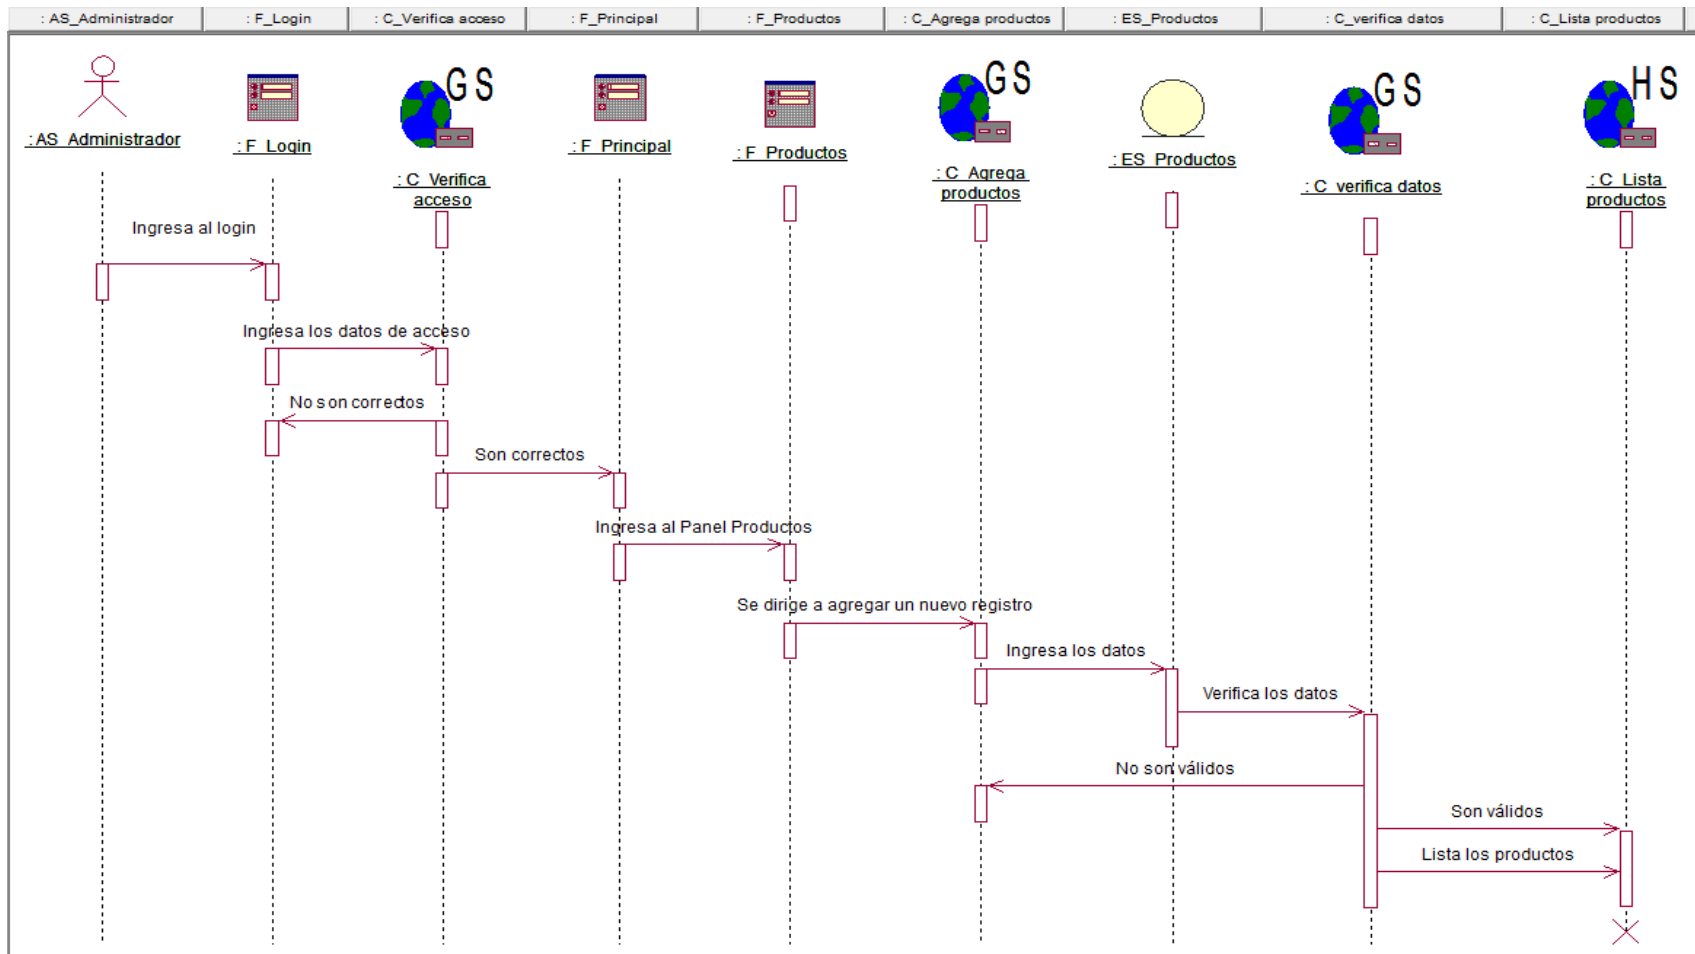 : AS_Administrador
: F_Login
: C_Verifica acceso
: F_Principal
: F_Productos
: C_Agrega productos
: ES_Productos
: C_verifica datos
: C_Lista productos
GS
GS
GS
HS
: AS_Administrador
: F_Login
: C_Verifica
acceso
: F_Principal
: F_Productos
: C_Agrega
productos
: ES_Productos
: C_verifica datos
: C_Lista
productos
Ingresa al login
Ingresa los datos de acceso
No son correctos
Son correctos
Ingresa al Panel Productos
Se dirige a agregar un nuevo registro
Ingresa los datos
Verifica los datos
No son válidos
Son válidos
Lista los productos